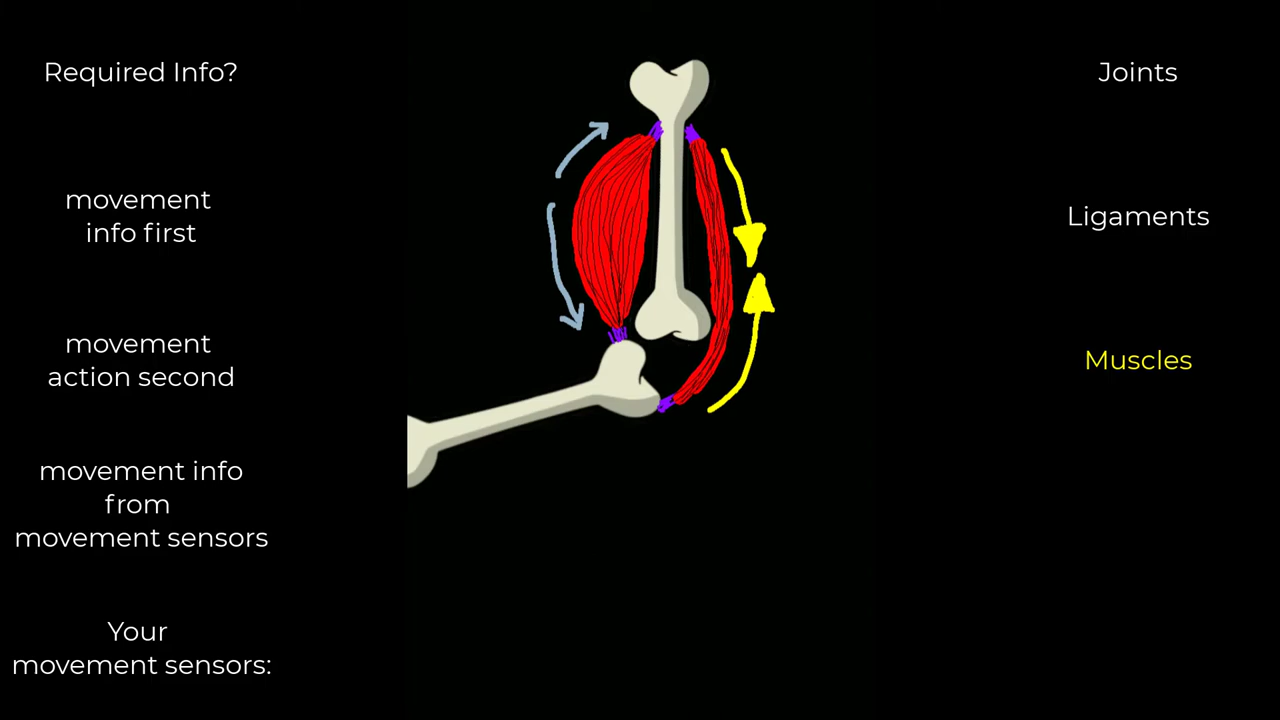 Required Info?
movement
info first
movement
action second
movement info
from
movement sensors
Your
movement sensors:
Joints
Ligaments
Muscles